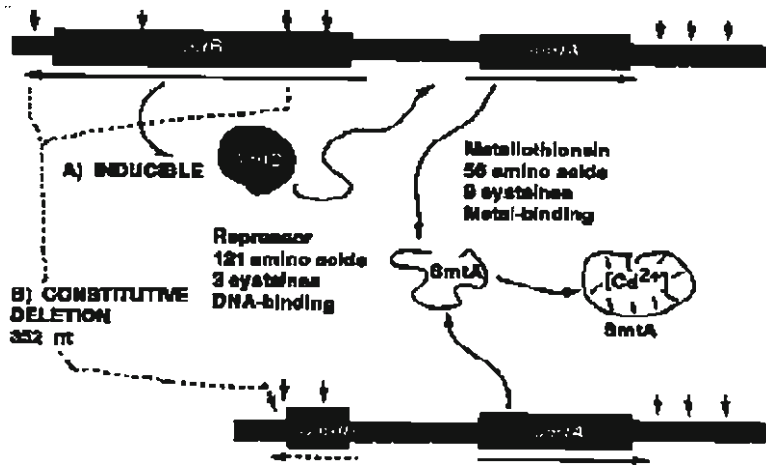 A) INDUCIBLE
Metallothionein
56 amino acids
9 cysteines
Metal-binding
Repressor
121 amino acids
3 cysteines
DNA-binding
SmtA
[Cd2+]
SmtA
B) CONSTITUTIVE
DELETION
352 nt